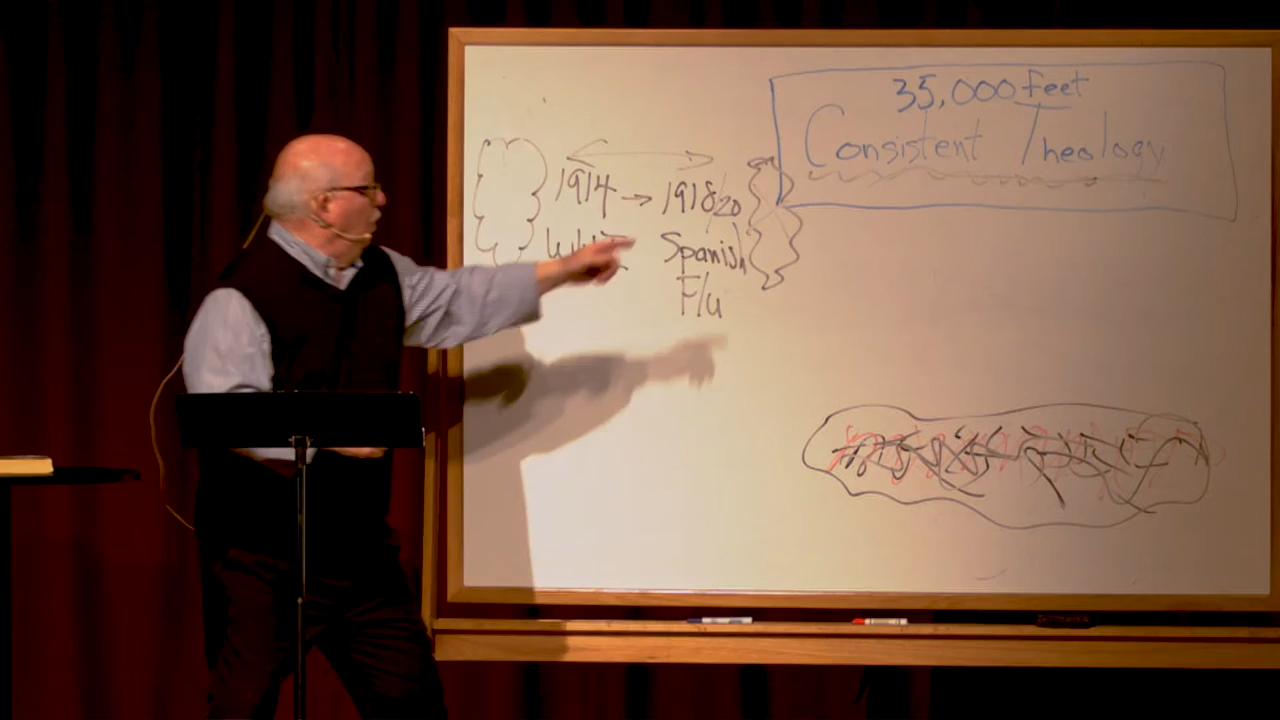 35,000 feet
Consistent Theology
1914 → 1918/20
Spanish
Flu